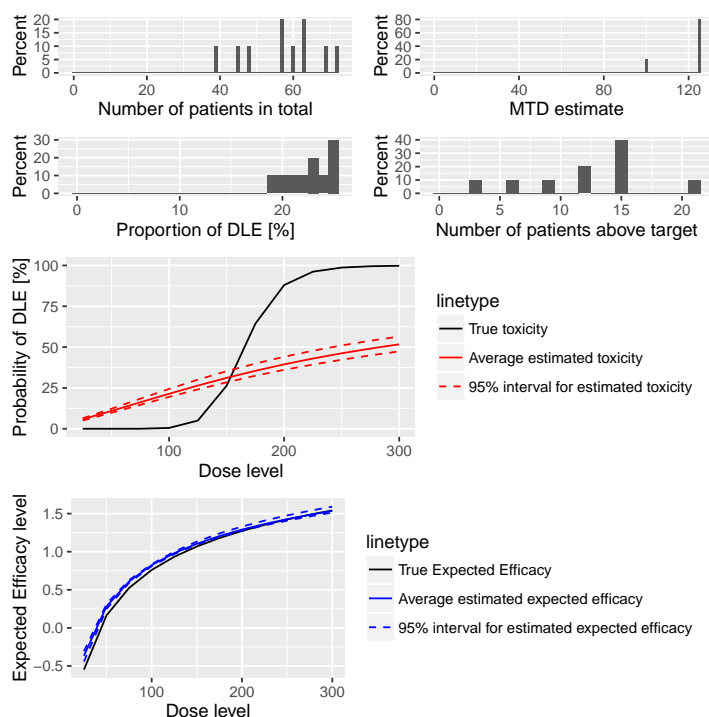 Percent
20
15
10
5
0
0
20
40
60
Number of patients in total
Percent
80
60
40
20
0
0
40
80
120
MTD estimate
Percent
30
20
10
0
0
10
20
Proportion of DLE [%]
Percent
40
30
20
10
0
0
5
10
15
20
Number of patients above target
Probability of DLE [%]
100
75
50
25
0
100
200
300
Dose level
linetype
True toxicity
Average estimated toxicity
95% interval for estimated toxicity
Expected Efficacy level
1.5
1.0
0.5
0.0
−0.5
100
200
300
Dose level
linetype
True Expected Efficacy
Average estimated expected efficacy
95% interval for estimated expected efficacy